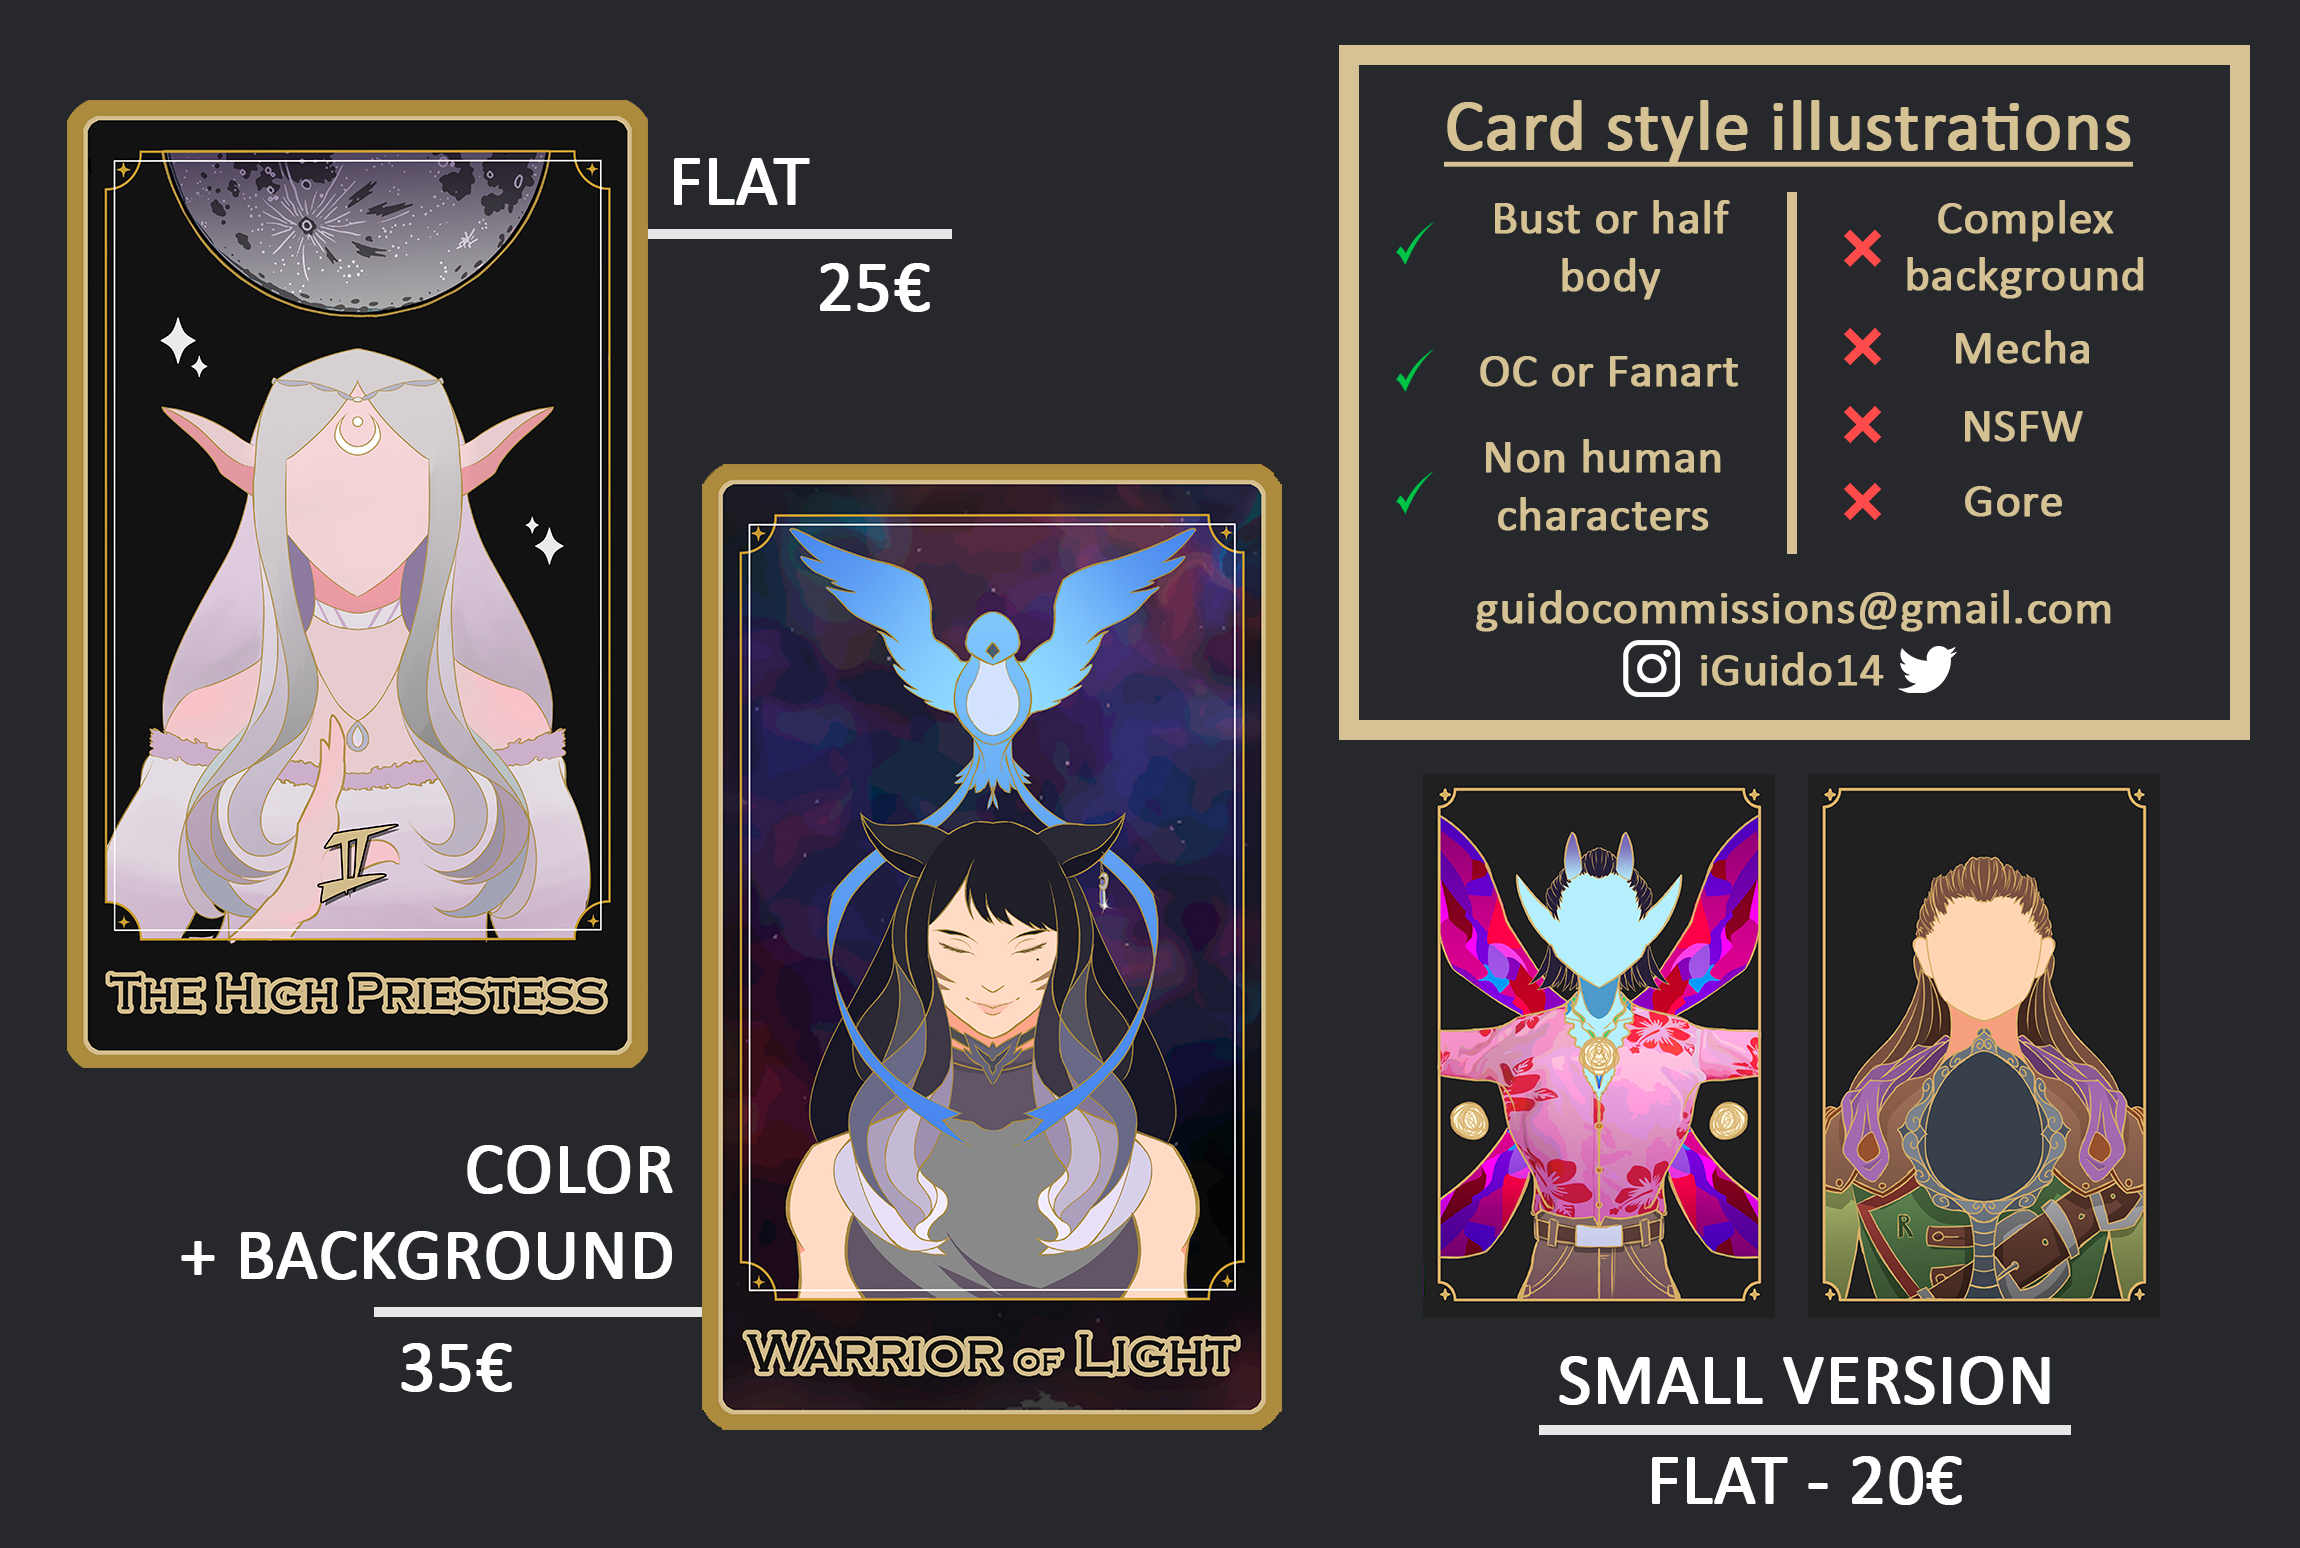 FLAT
25€
II
THE HIGH PRIESTESS
COLOR
+ BACKGROUND
35€
WARRIOR OF LIGHT
Card style illustrations
Bust or half
body
OC or Fanart
Non human
characters
Complex
background
Mecha
NSFW
Gore
guidocommissions@gmail.com
iGuido14
R
SMALL VERSION
FLAT - 20€